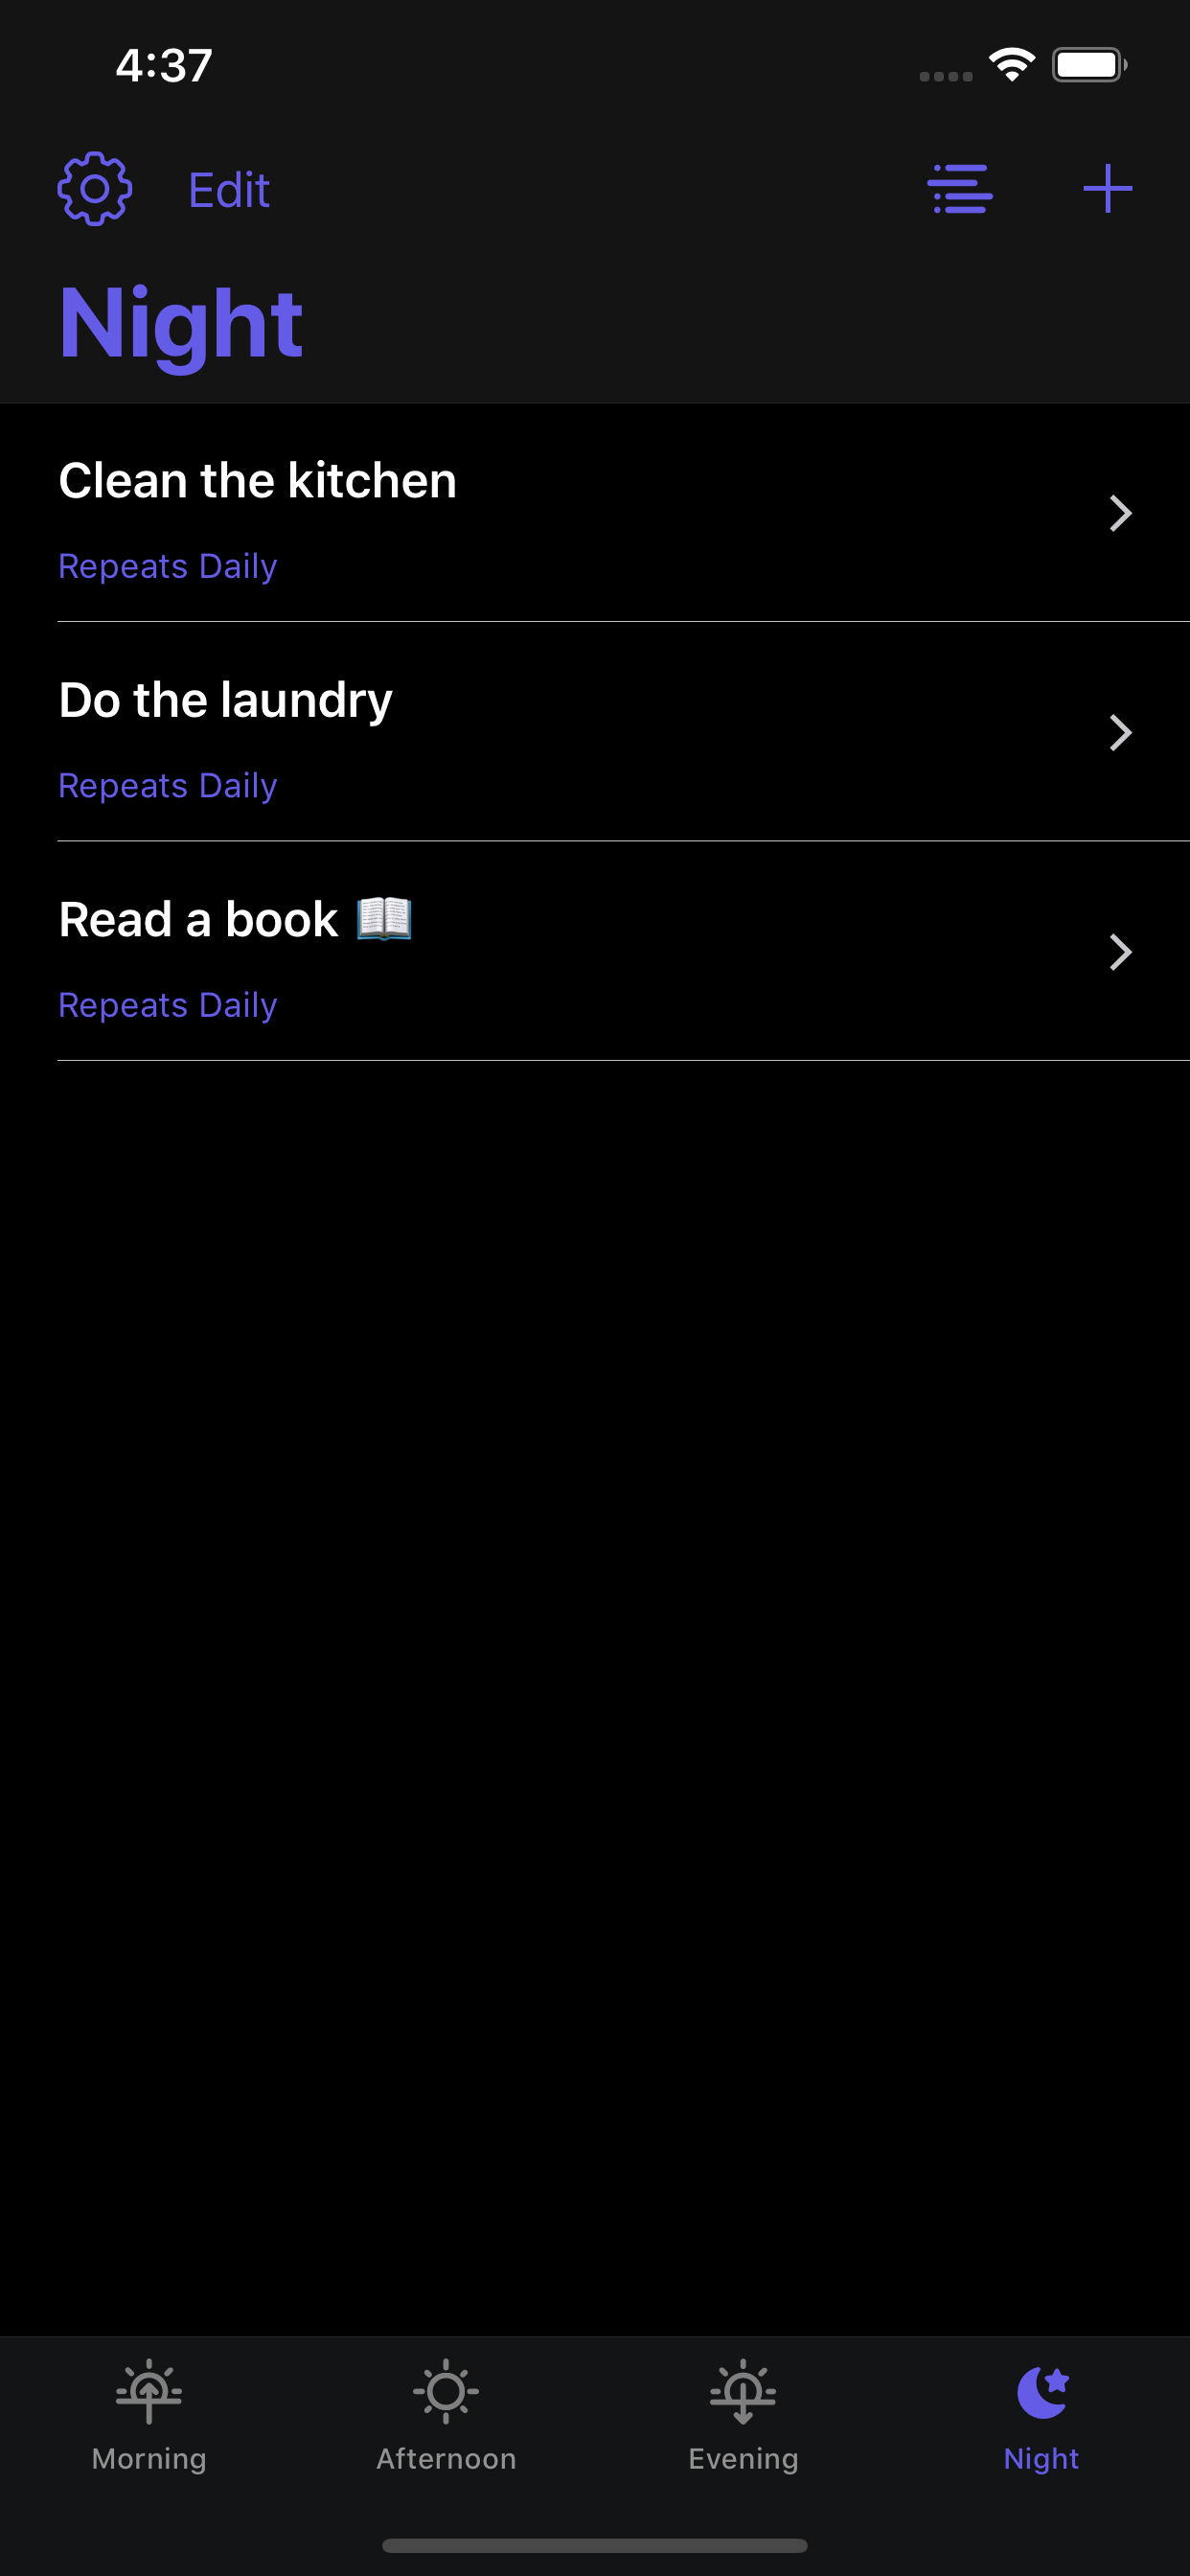 4:37
Edit
Night
Clean the kitchen
Repeats Daily
Do the laundry
Repeats Daily
Read a book 📖
Repeats Daily
Morning
Afternoon
Evening
Night